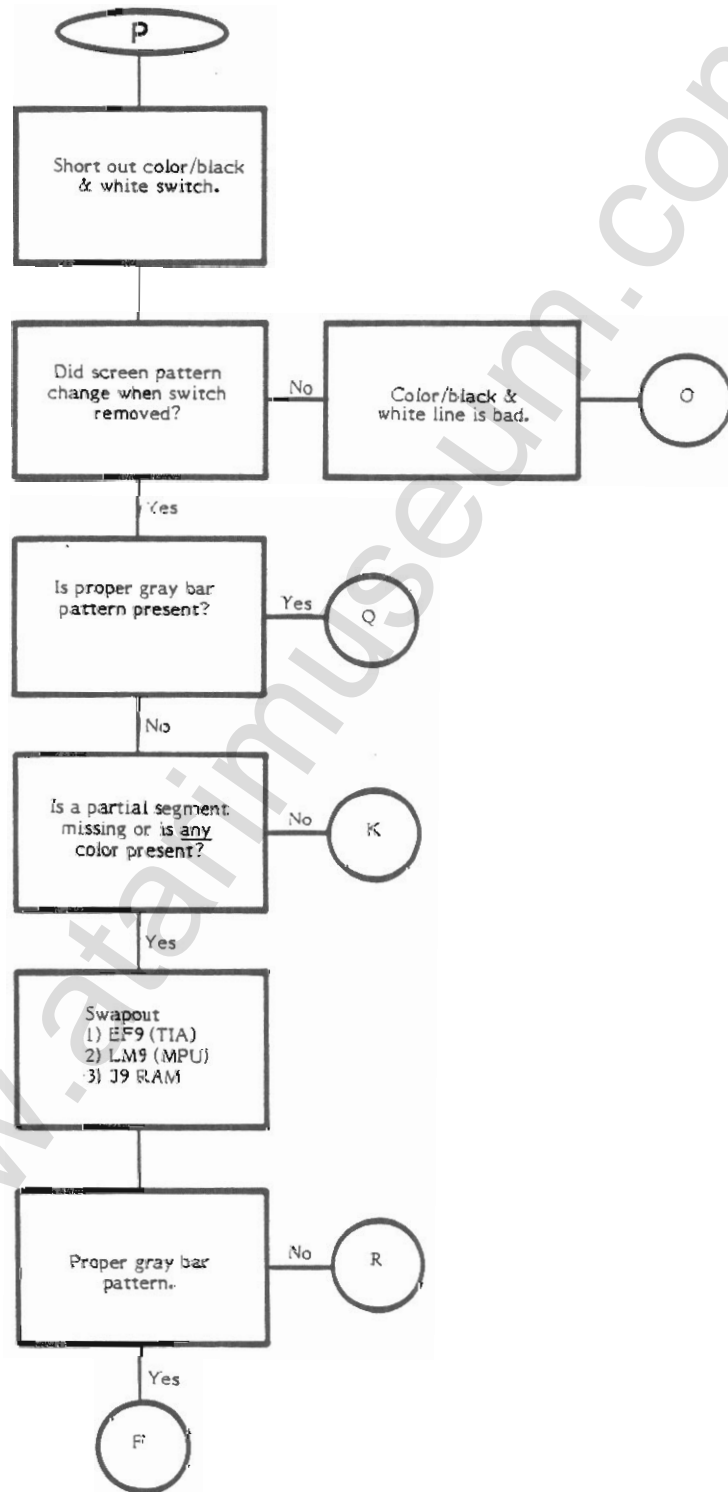 P
Short out color/black
& white switch.
Did screen pattern
change when switch
removed?
No
Color/black &
white line is bad.
O
Yes
Is proper gray bar
pattern present?
Yes
Q
No
Is a partial segment
missing or is any
color present?
No
K
Yes
Swapout
1) EF9 (TIA)
2) LM9 (MPU)
3) J9 RAM
Proper gray bar
pattern.
No
R
Yes
F
w.atarimuseum.com